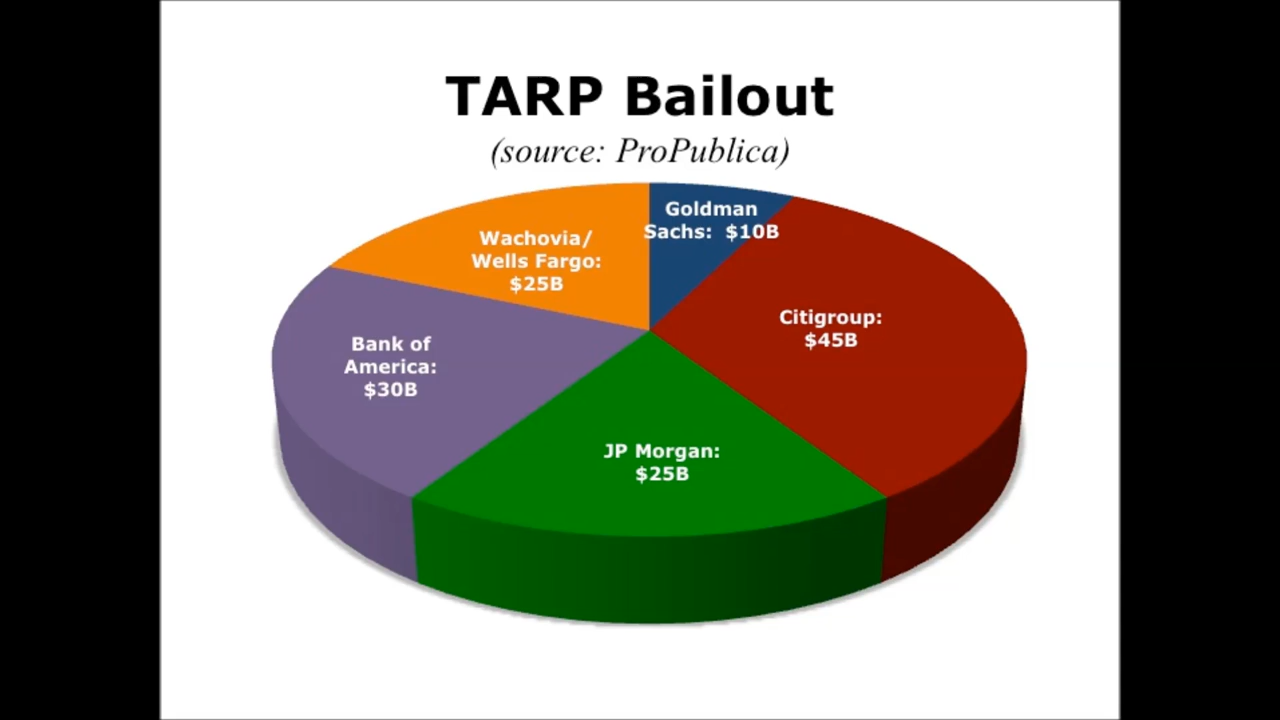 TARP Bailout
(source: ProPublica)
Goldman
Sachs: $10B
Wachovia/
Wells Fargo:
$25B
Citigroup:
$45B
Bank of
America:
$30B
JP Morgan:
$25B